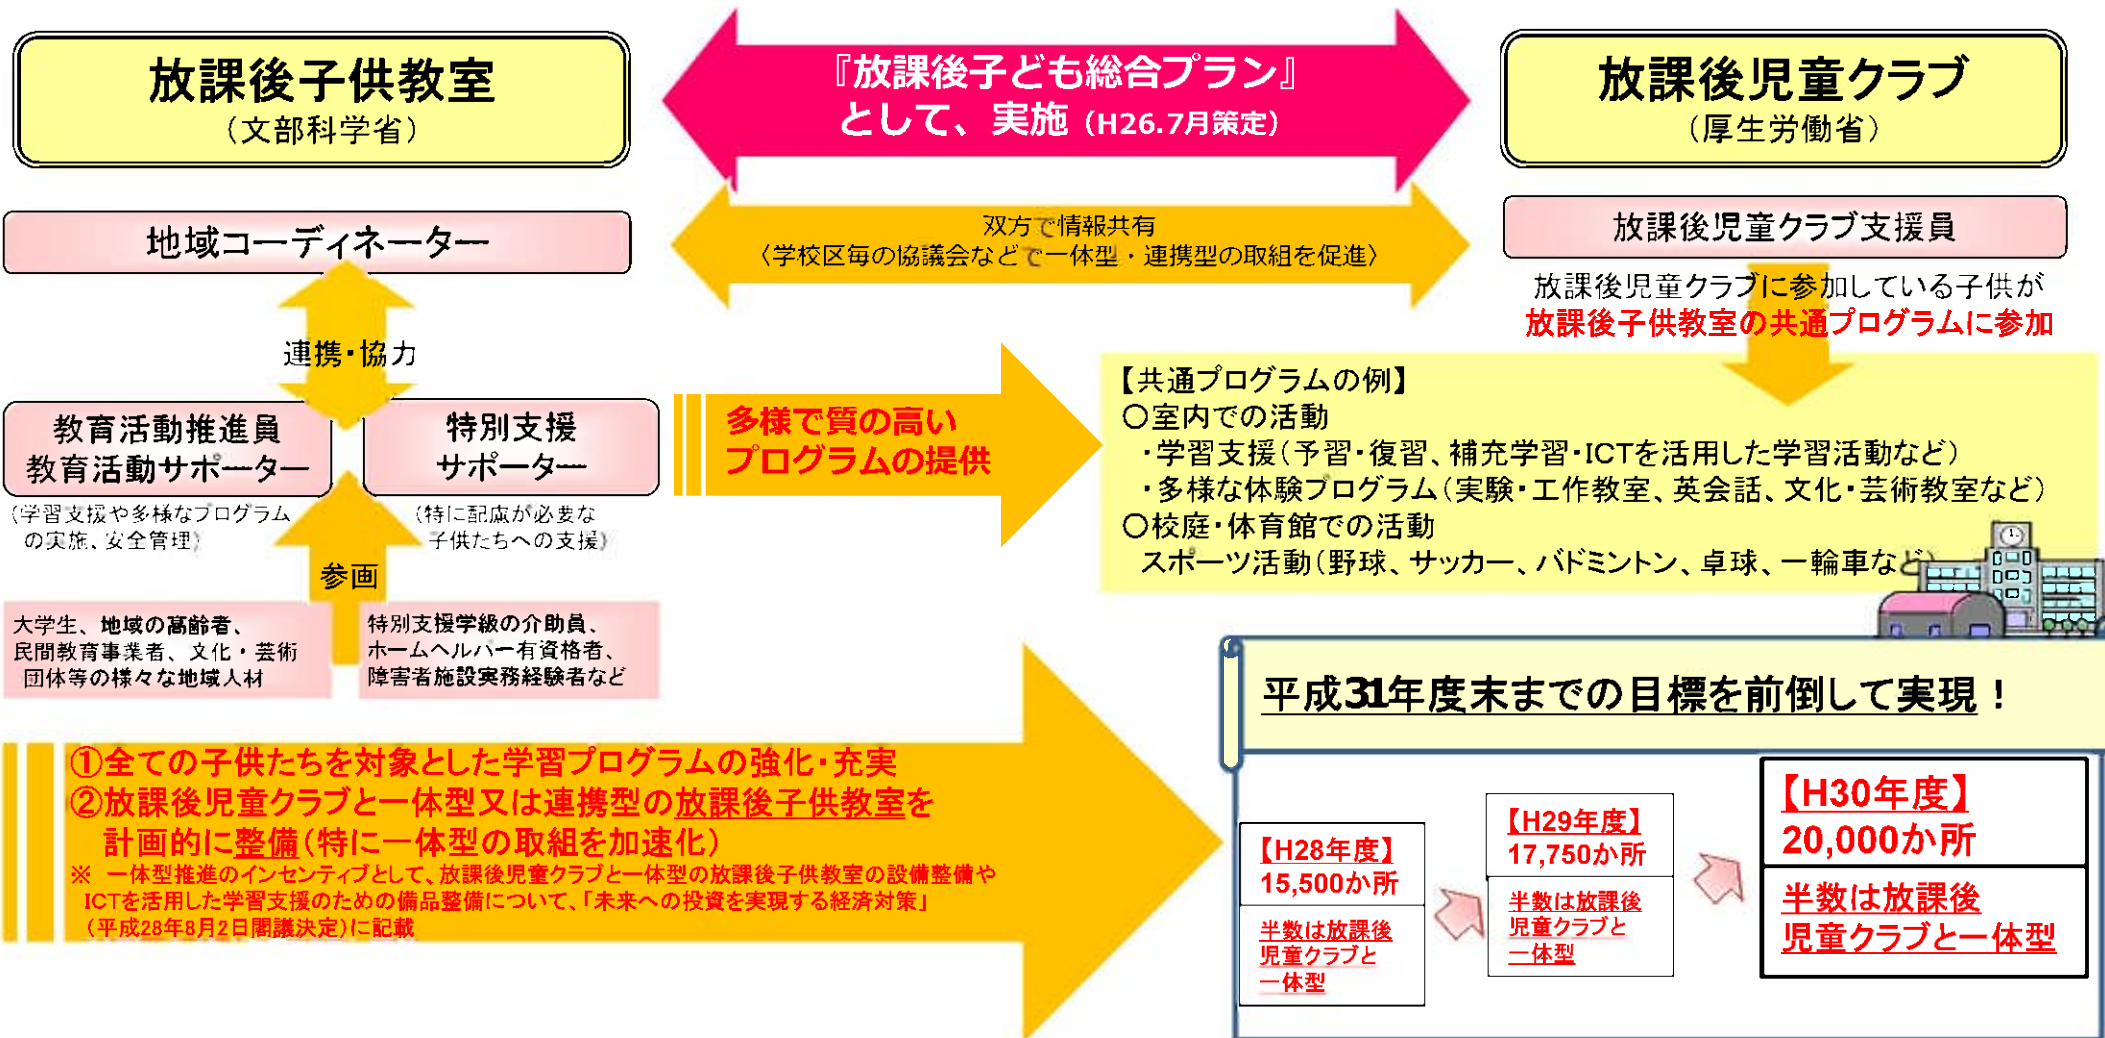 放課後子供教室
（文部科学省）
『放課後子ども総合プラン』
として、実施（H26.7月策定）
放課後児童クラブ
（厚生労働省）
地域コーディネーター
双方で情報共有
〈学校区毎の協議会などで一体型・連携型の取組を促進〉
放課後児童クラブ支援員
放課後児童クラブに参加している子供が
放課後子供教室の共通プログラムに参加
連携・協力
教育活動推進員
教育活動サポーター
特別支援
サポーター
（学習支援や多様なプログラム
の実施、安全管理）
（特に配慮が必要な
子供たちへの支援）
参画
大学生、地域の高齢者、
民間教育事業者、文化・芸術
団体等の様々な地域人材
特別支援学級の介助員、
ホームヘルパー有資格者、
障害者施設実務経験者など
多様で質の高い
プログラムの提供
【共通プログラムの例】
○室内での活動
・学習支援（予習・復習、補充学習・ICTを活用した学習活動など）
・多様な体験プログラム（実験・工作教室、英会話、文化・芸術教室など）
○校庭・体育館での活動
スポーツ活動（野球、サッカー、バドミントン、卓球、一輪車など）
①全ての子供たちを対象とした学習プログラムの強化・充実
②放課後児童クラブと一体型又は連携型の放課後子供教室を
計画的に整備（特に一体型の取組を加速化）
※ 一体型推進のインセンティブとして、放課後児童クラブと一体型の放課後子供教室の設備整備や
ICTを活用した学習支援のための備品整備について、「未来への投資を実現する経済対策」
（平成28年8月2日閣議決定）に記載
平成31年度末までの目標を前倒して実現！
【H28年度】
15,500か所
半数は放課後
児童クラブと
一体型
【H29年度】
17,750か所
半数は放課後
児童クラブと
一体型
【H30年度】
20,000か所
半数は放課後
児童クラブと一体型